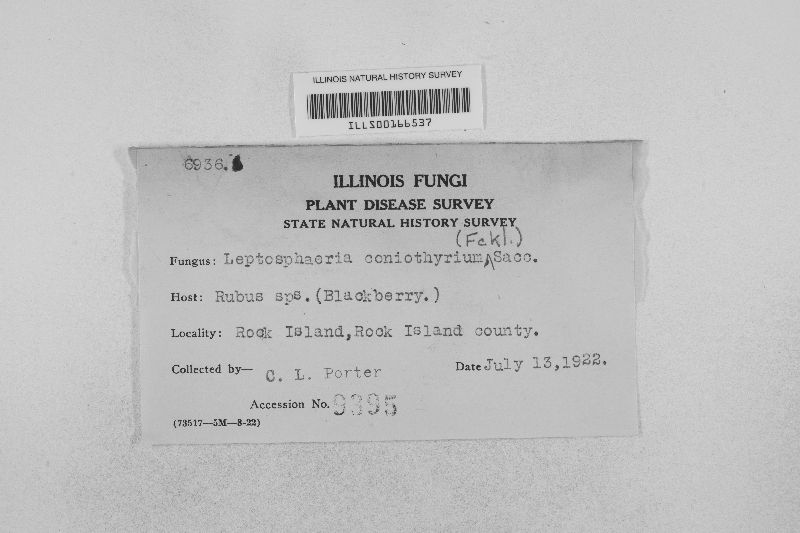 ILLINOIS NATURAL HISTORY SURVEY
ILLS00166537
6936.
ILLINOIS FUNGI
PLANT DISEASE SURVEY
STATE NATURAL HISTORY SURVEY
(Fckl.)
Fungus: Leptosphaeria coniothyrium, Sacc.
Host: Rubus sps. (Blackberry.)
Locality: Rock Island, Rock Island county.
Collected by— C. L. Porter Date July 13, 1922.
Accession No. 9395
(73517—5M—8-22)